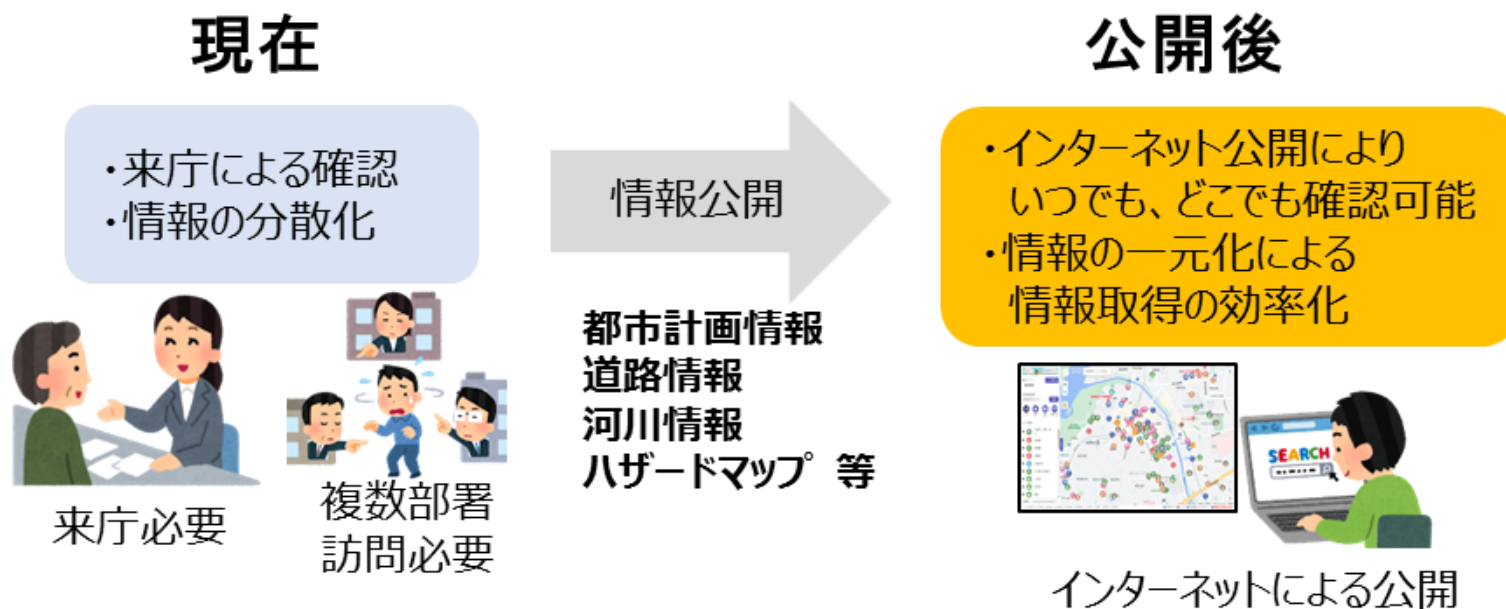 現在
・来庁による確認
・情報の分散化
来庁必要
複数部署
訪問必要
情報公開
都市計画情報
道路情報
河川情報
ハザードマップ 等
公開後
・インターネット公開により
いつでも、どこでも確認可能
・情報の一元化による
情報取得の効率化
SEARCH
インターネットによる公開